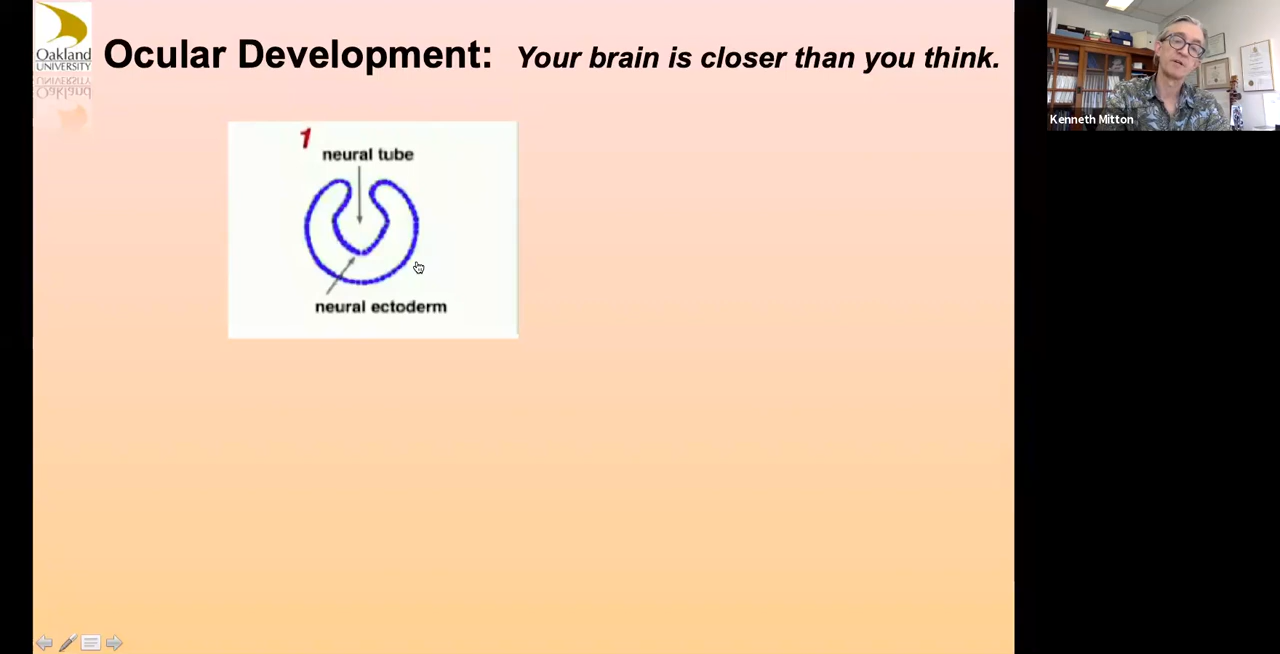 Oakland
UNIVERSITY
Ocular Development: Your brain is closer than you think.
Kenneth Mitton
1
neural tube
neural ectoderm